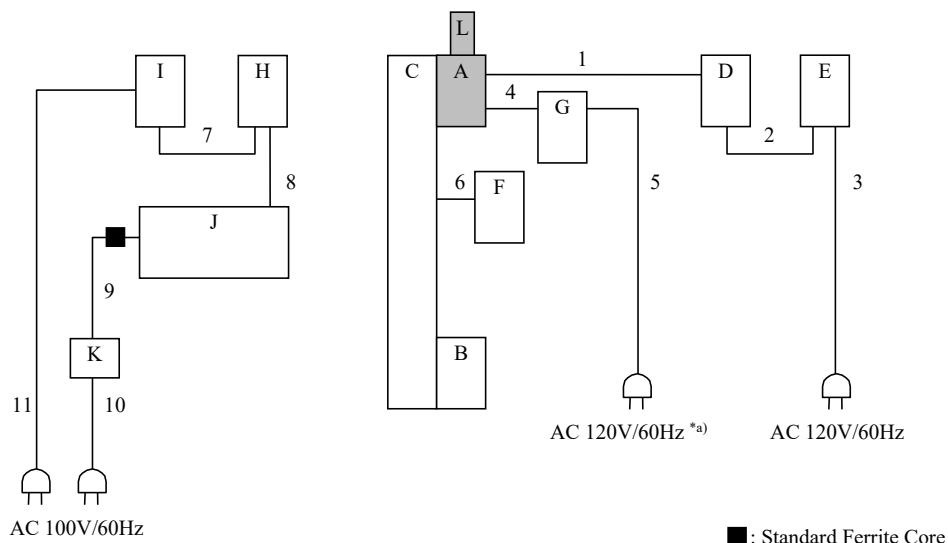 L
I
H
C
A
1
D
E
4
G
7
2
6
F
5
3
8
J
9
K
B
11
10
AC 120V/60Hz *a)
AC 120V/60Hz
AC 100V/60Hz
: Standard Ferrite Core